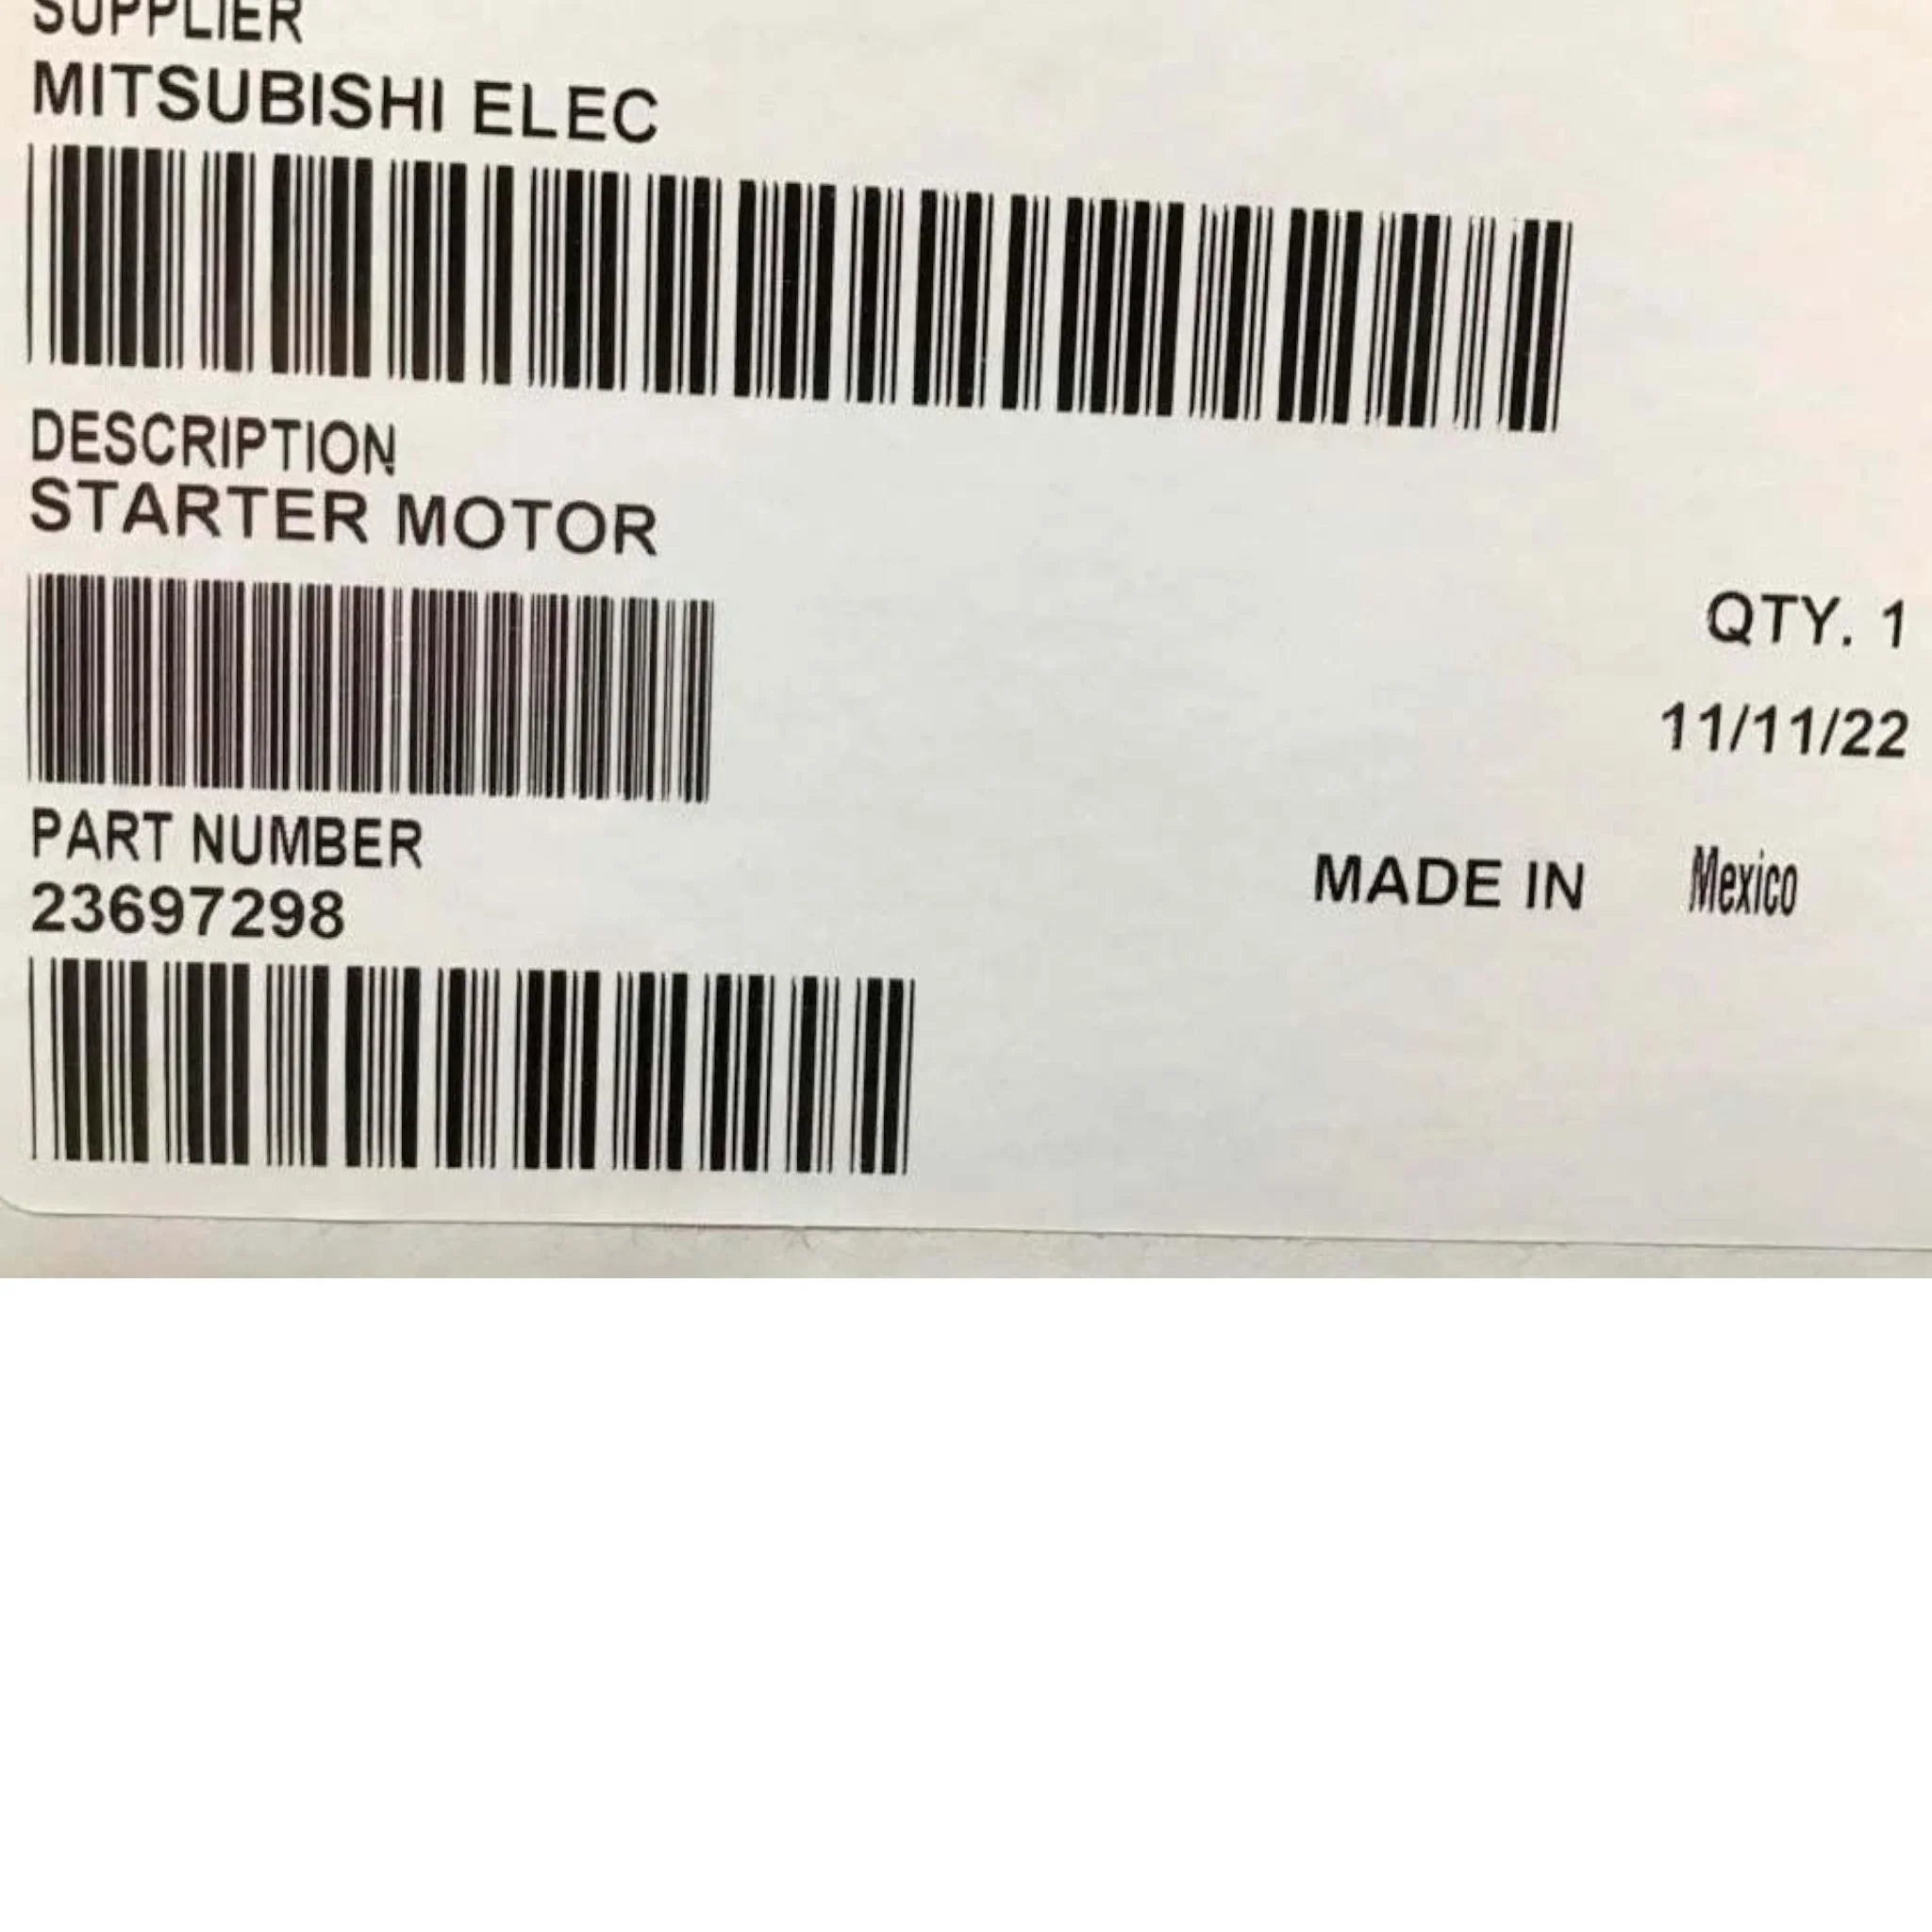 SUPPLIER
MITSUBISHI ELEC
DESCRIPTION
STARTER MOTOR
QTY. 1
11/11/22
PART NUMBER
23697298
MADE IN Mexico